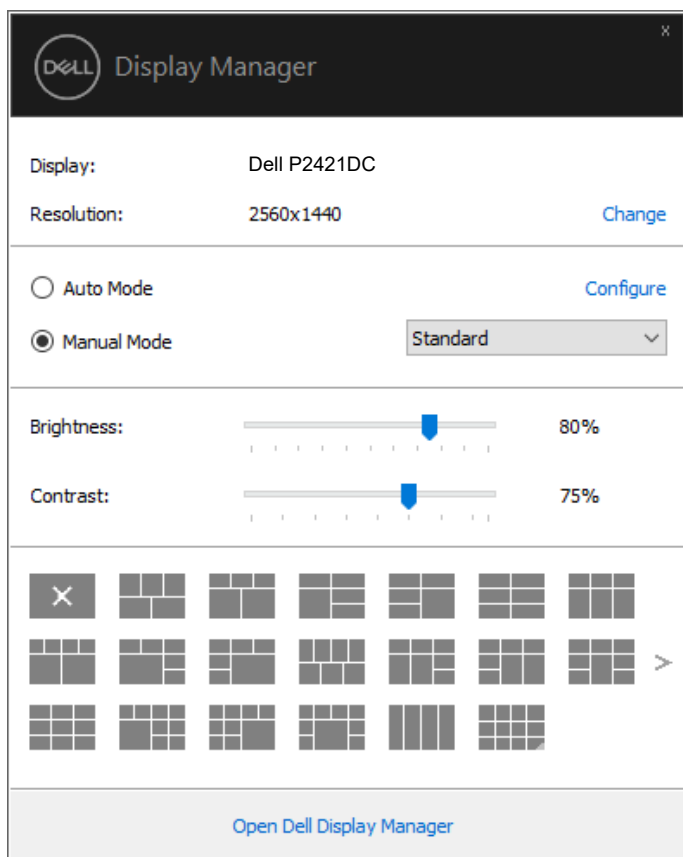 x
DELL Display Manager
Display: Dell P2421DC
Resolution: 2560x1440 Change
Auto Mode Configure
Manual Mode Standard
Brightness: 80%
Contrast: 75%
>
Open Dell Display Manager